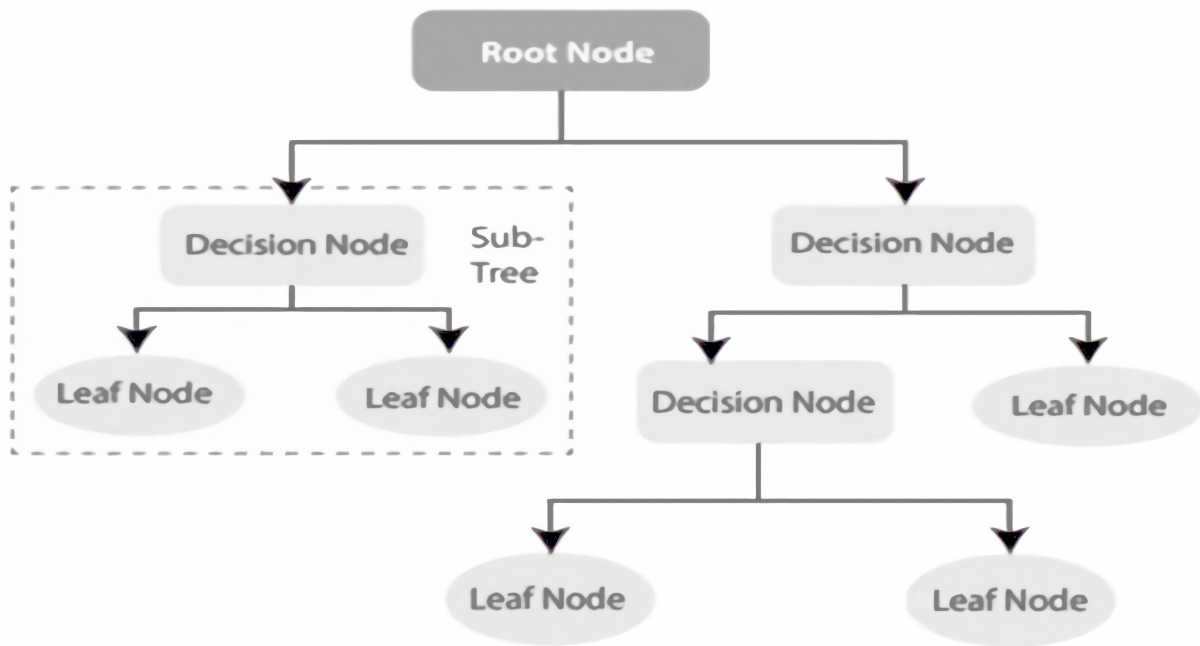 Root Node
Decision Node
Sub-
Tree
Decision Node
Leaf Node
Leaf Node
Decision Node
Leaf Node
Leaf Node
Leaf Node